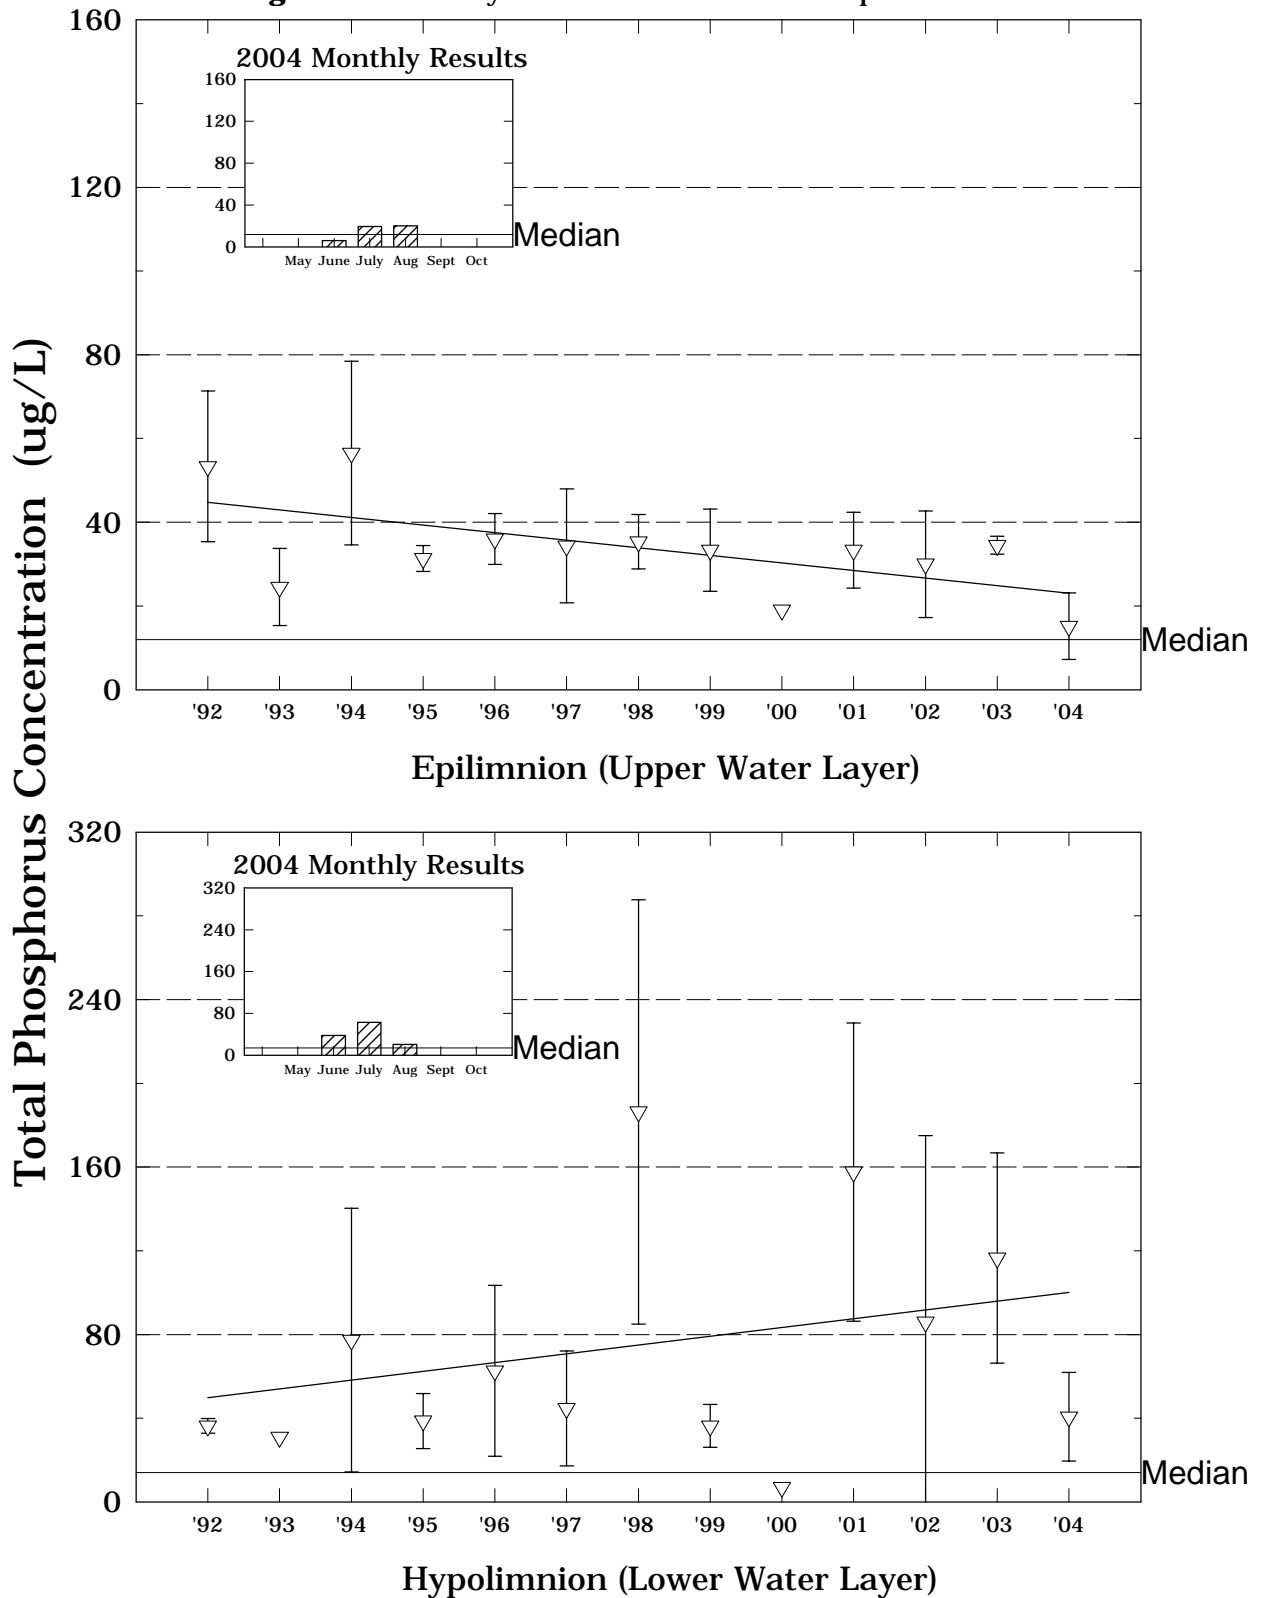 160
2004 Monthly Results
160
120
80
40
0
Median
May June July Aug Sept Oct
120
80
40
Median
0
'92 '93 '94 '95 '96 '97 '98 '99 '00 '01 '02 '03 '04
Epilimnion (Upper Water Layer)
Total Phosphorus Concentration (ug/L)
320
2004 Monthly Results
320
240
160
80
0
Median
May June July Aug Sept Oct
240
160
80
Median
0
'92 '93 '94 '95 '96 '97 '98 '99 '00 '01 '02 '03 '04
Hypolimnion (Lower Water Layer)